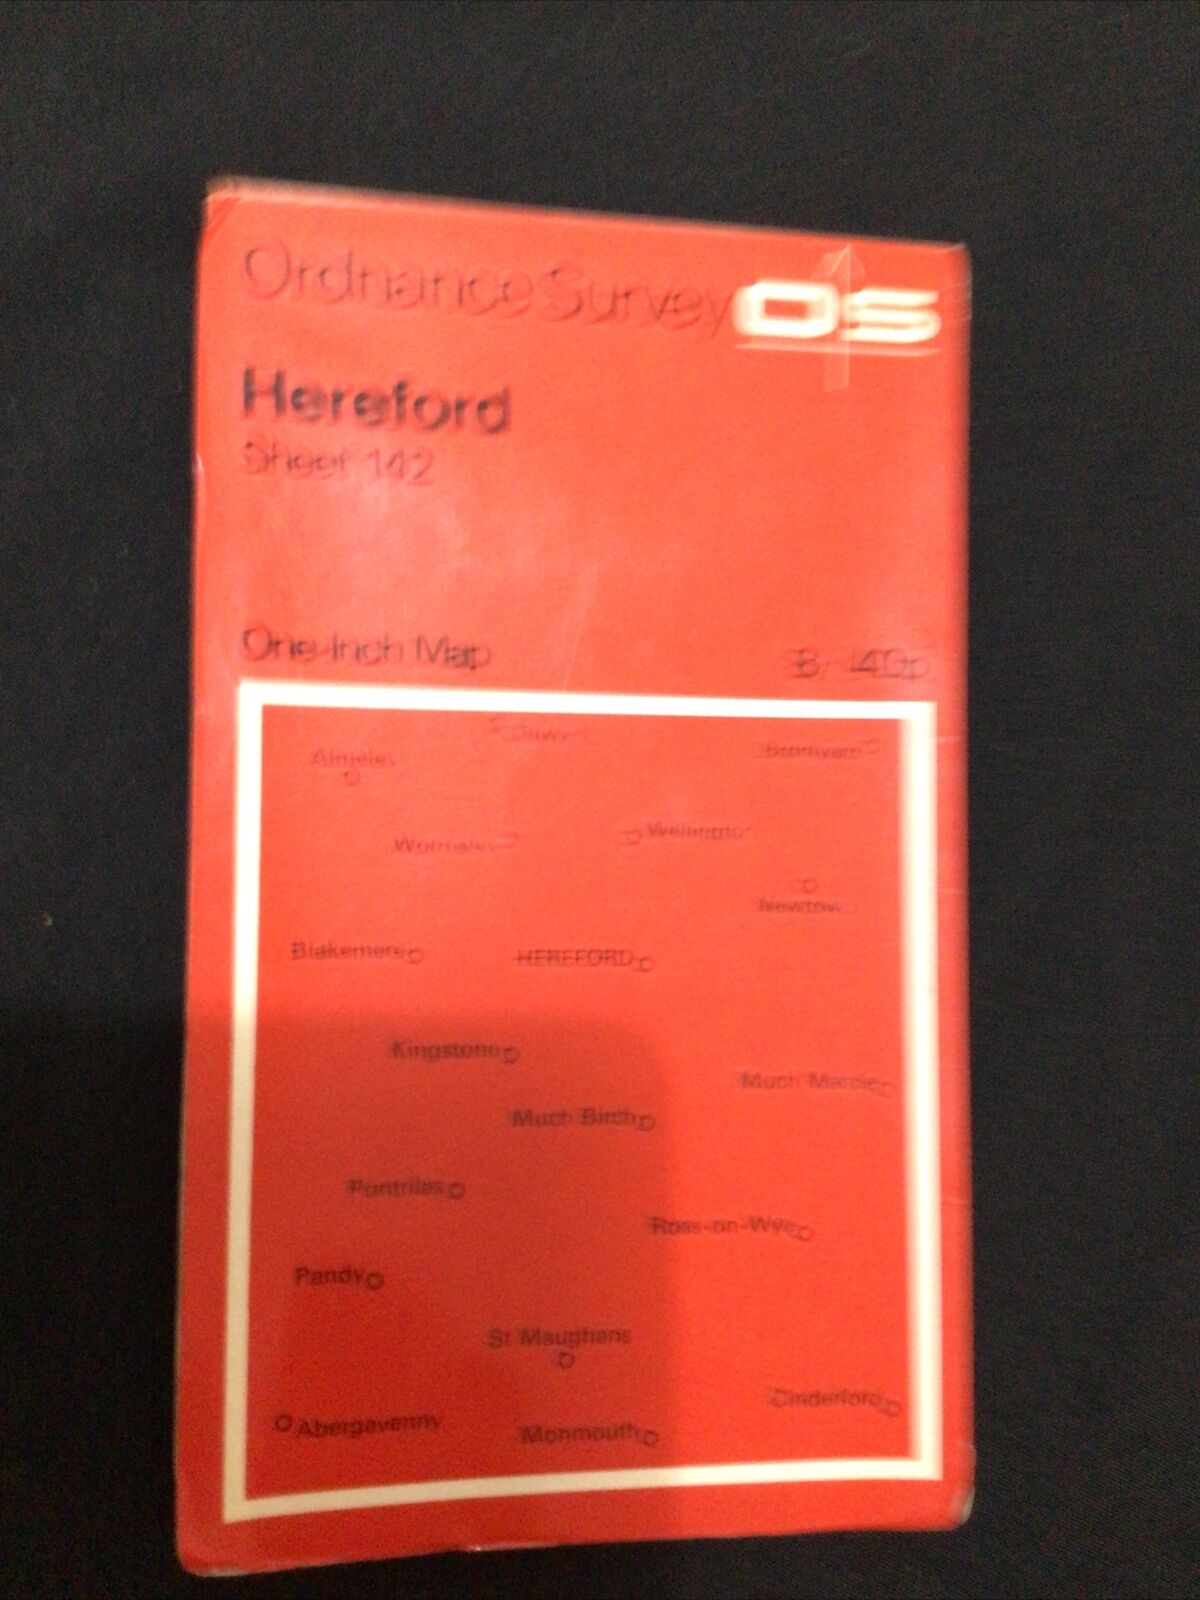 Ordnance Survey OS
Hereford
Sheet 142
One-Inch Map
Almeley
Bromyard
Wormsley
Wellington
Newtown
Blakemere
HEREFORD
Kingstone
Much Marcle
Much Birch
Pontrilas
Ross-on-Wye
Pandy
St Maughans
Cinderford
Abergavenny
Monmouth